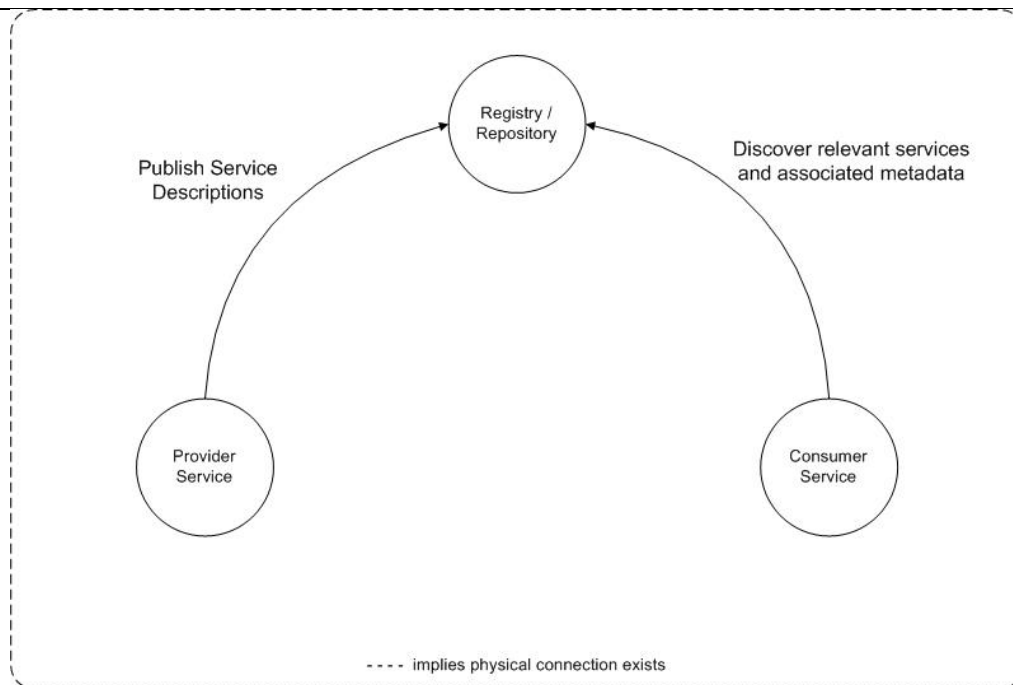 Registry /
Repository
Publish Service
Descriptions
Discover relevant services
and associated metadata
Provider
Service
Consumer
Service
---- implies physical connection exists